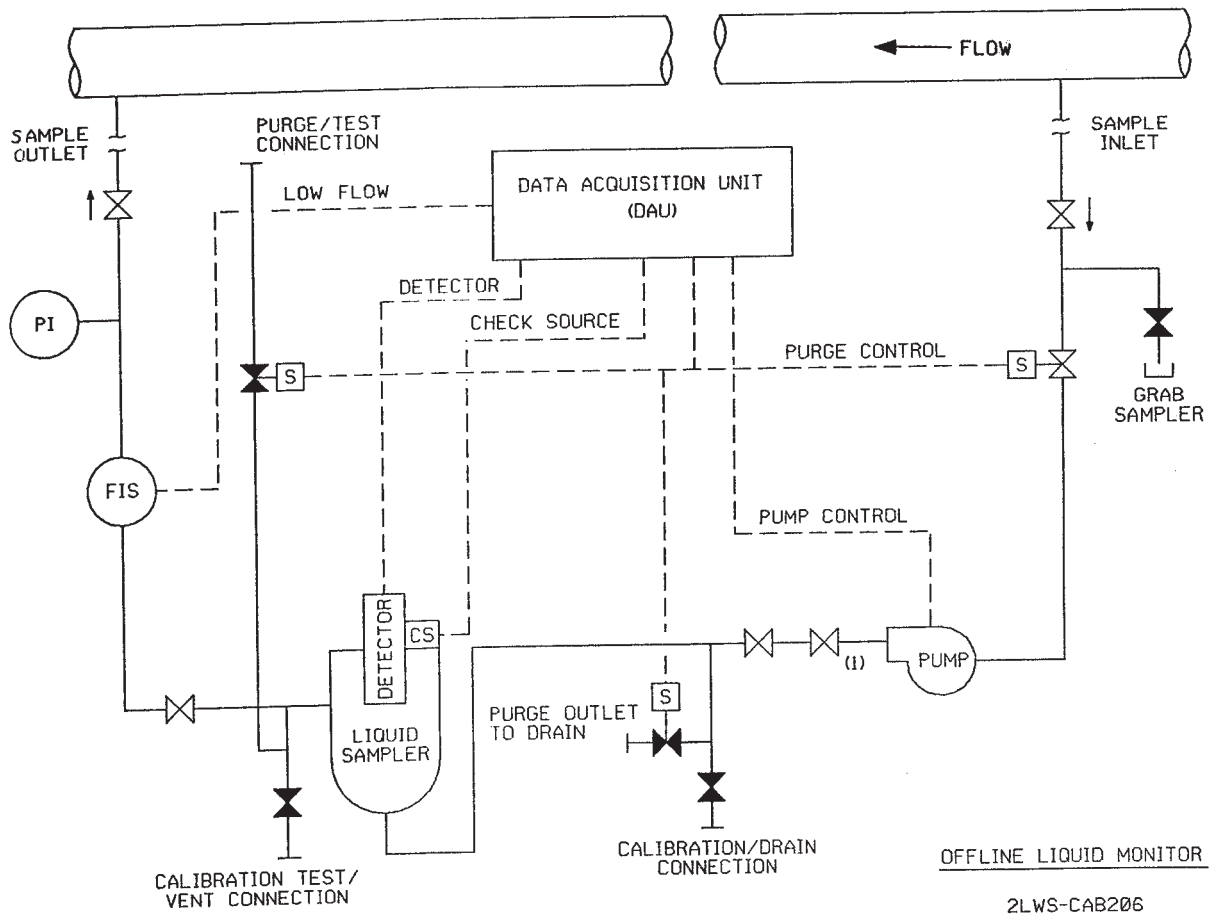 FLOW
SAMPLE
OUTLET
PURGE/TEST
CONNECTION
SAMPLE
INLET
LOW FLOW
DATA ACQUISITION UNIT
(DAU)
DETECTOR
CHECK SOURCE
PI
S
PURGE CONTROL
S
GRAB
SAMPLER
FIS
PUMP CONTROL
DETECTOR
CS
(1)
PUMP
S
PURGE OUTLET
TO DRAIN
LIQUID
SAMPLER
CALIBRATION/DRAIN
CONNECTION
CALIBRATION TEST/
VENT CONNECTION
OFFLINE LIQUID MONITOR
2LWS-CAB206